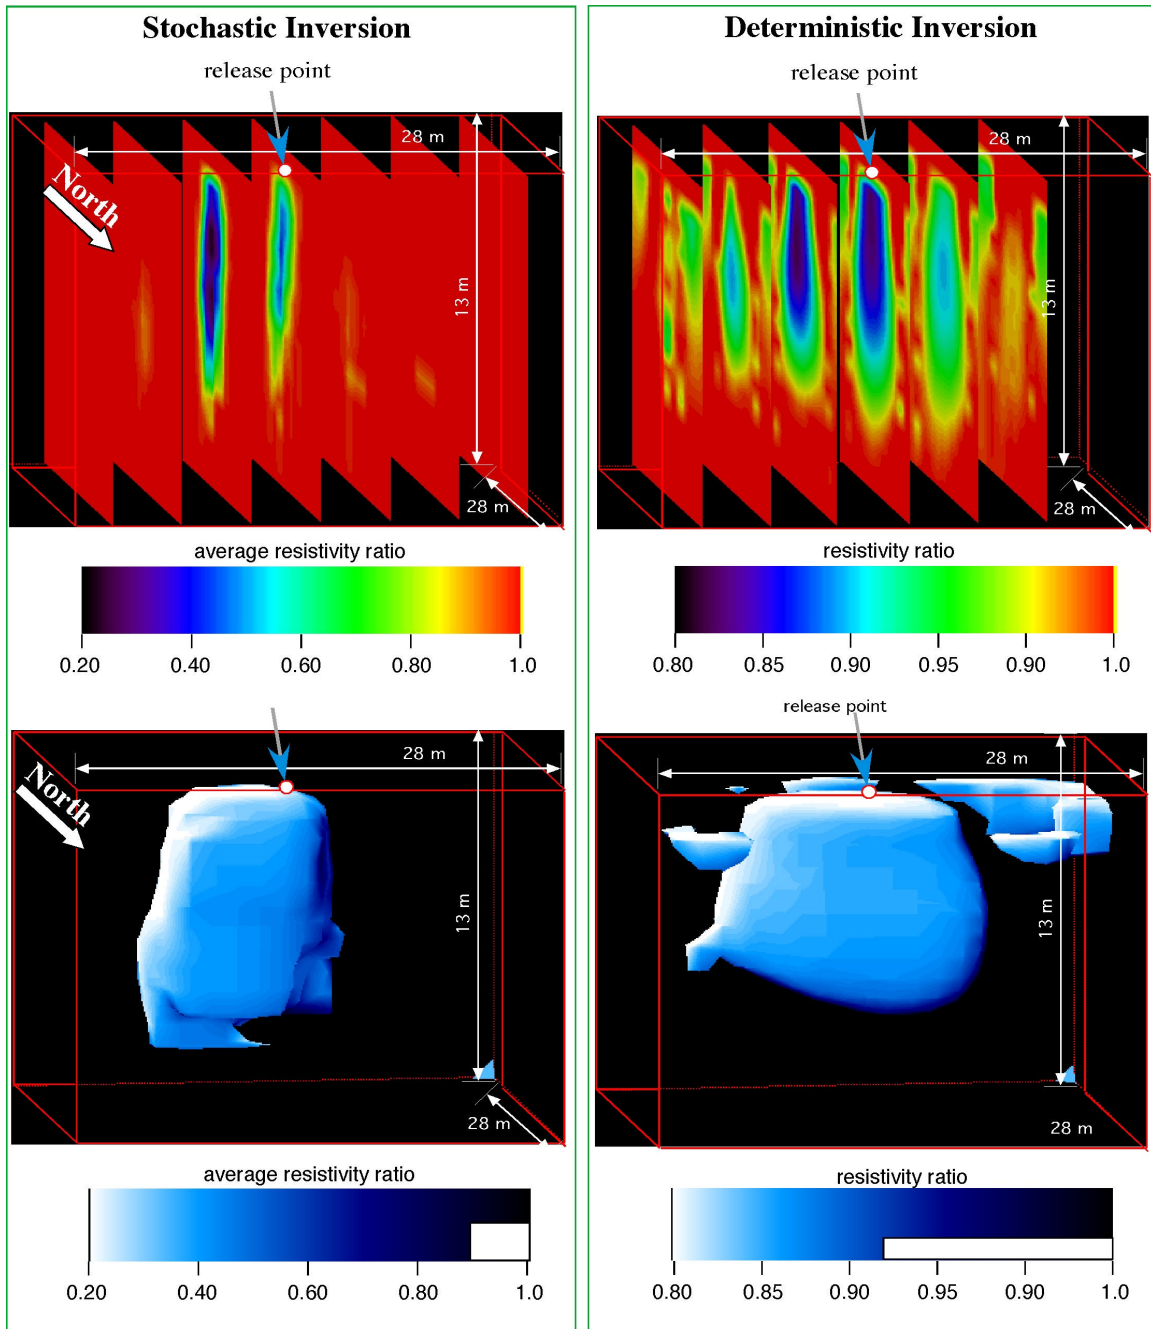 Stochastic Inversion
release point
28 m
North
13 m
28 m
average resistivity ratio
0.20 0.40 0.60 0.80 1.0
28 m
North
13 m
28 m
average resistivity ratio
0.20 0.40 0.60 0.80 1.0
Deterministic Inversion
release point
28 m
13 m
28 m
resistivity ratio
0.80 0.85 0.90 0.95 0.90 1.0
release point
28 m
13 m
28 m
resistivity ratio
0.80 0.85 0.90 0.95 0.90 1.0